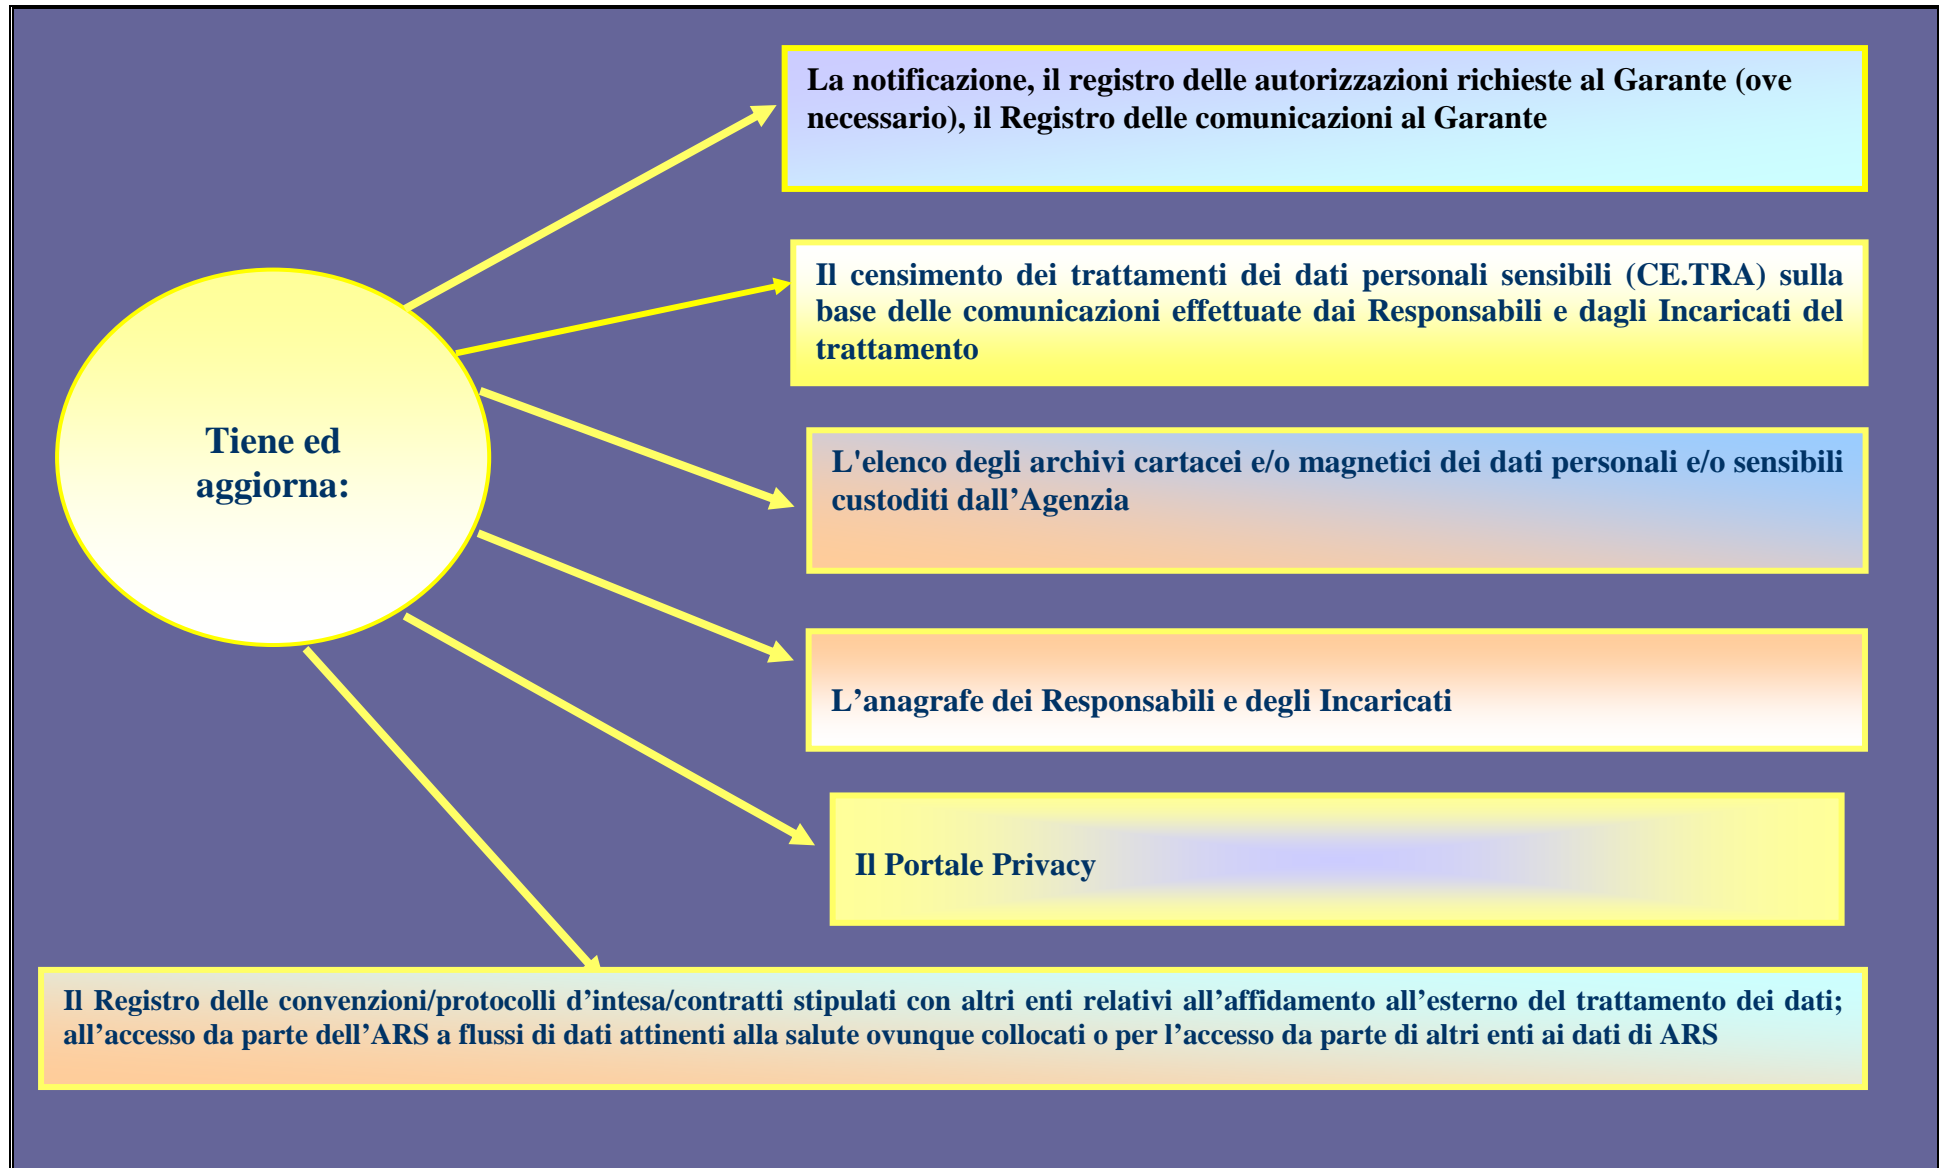 La notificazione, il registro delle autorizzazioni richieste al Garante (ove
necessario), il Registro delle comunicazioni al Garante
Il censimento dei trattamenti dei dati personali sensibili (CE.TRA) sulla
base delle comunicazioni effettuate dai Responsabili e dagli Incaricati del
trattamento
Tiene ed
aggiorna:
L'elenco degli archivi cartacei e/o magnetici dei dati personali e/o sensibili
custoditi dall’Agenzia
L’anagrafe dei Responsabili e degli Incaricati
Il Portale Privacy
Il Registro delle convenzioni/protocolli d’intesa/contratti stipulati con altri enti relativi all’affidamento all’esterno del trattamento dei dati;
all’accesso da parte dell’ARS a flussi di dati attinenti alla salute ovunque collocati o per l’accesso da parte di altri enti ai dati di ARS